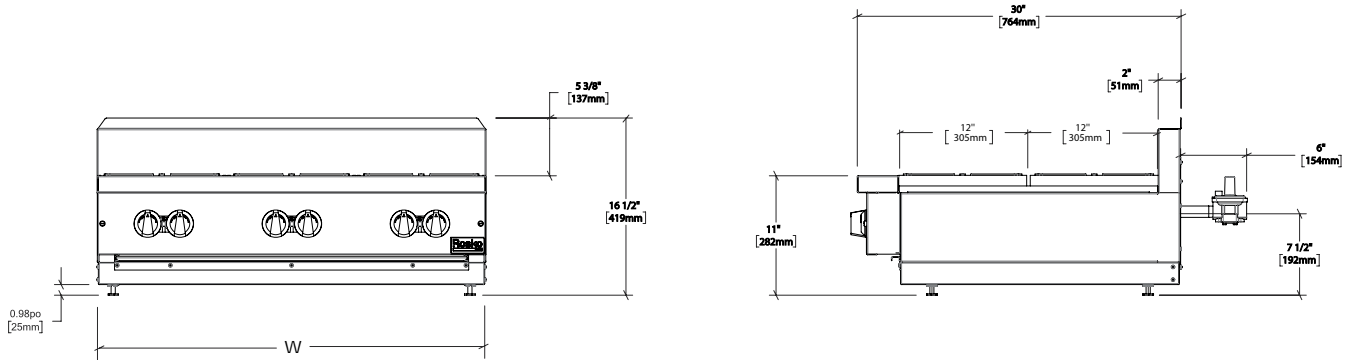 30"
[764mm]
2"
[51mm]
5 3/8"
[137mm]
12"
[305mm]
12"
[305mm]
6"
[154mm]
16 1/2"
[419mm]
11"
[282mm]
7 1/2"
[192mm]
0.98po
[25mm]
W